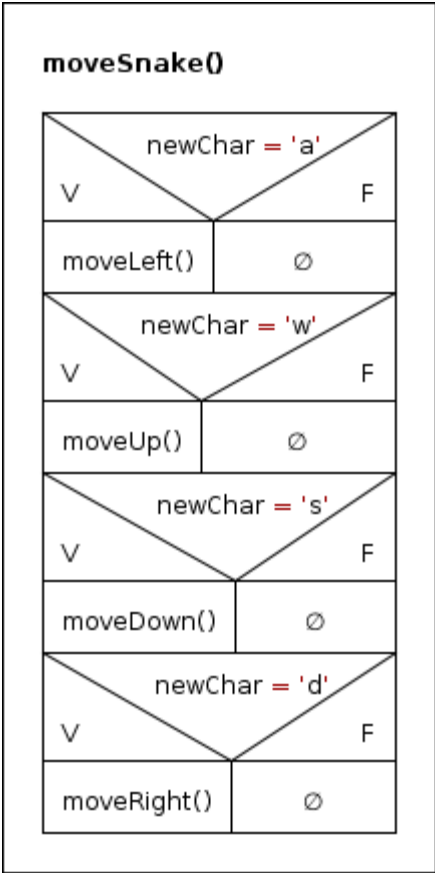 moveSnake()
newChar = 'a'
V F
moveLeft() ∅
newChar = 'w'
V F
moveUp() ∅
newChar = 's'
V F
moveDown() ∅
newChar = 'd'
V F
moveRight() ∅